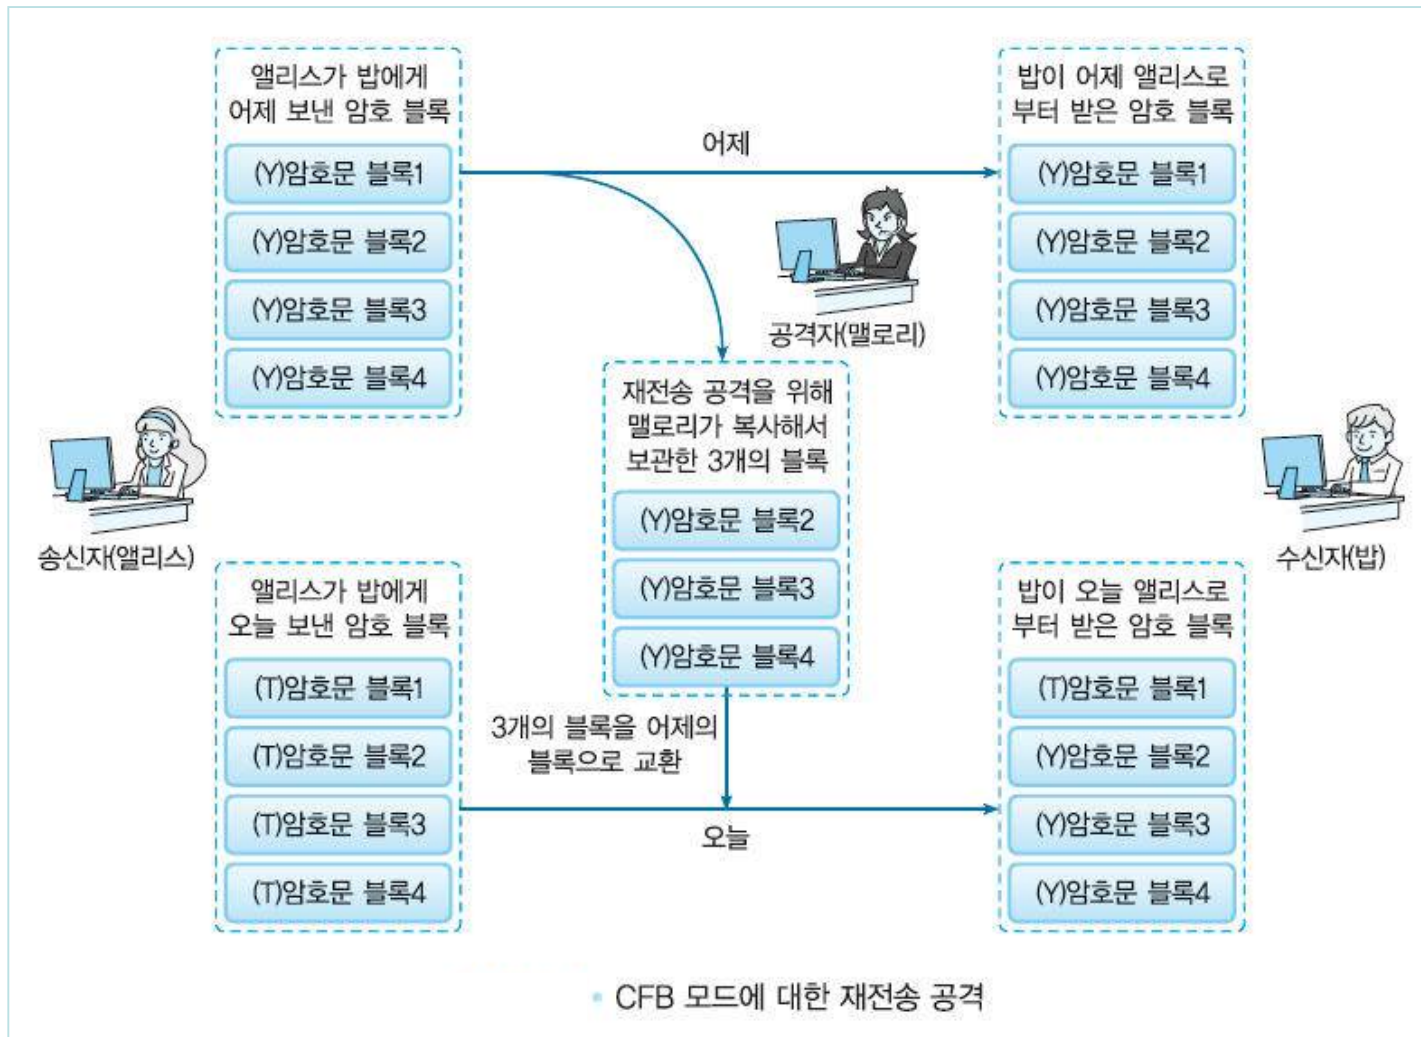 앨리스가 밥에게
어제 보낸 암호 블록
(Y)암호문 블록1
(Y)암호문 블록2
(Y)암호문 블록3
(Y)암호문 블록4
어제
공격자(맬로리)
밥이 어제 앨리스로
부터 받은 암호 블록
(Y)암호문 블록1
(Y)암호문 블록2
(Y)암호문 블록3
(Y)암호문 블록4
재전송 공격을 위해
맬로리가 복사해서
보관한 3개의 블록
(Y)암호문 블록2
(Y)암호문 블록3
(Y)암호문 블록4
송신자(앨리스)
수신자(밥)
앨리스가 밥에게
오늘 보낸 암호 블록
(T)암호문 블록1
(T)암호문 블록2
(T)암호문 블록3
(T)암호문 블록4
3개의 블록을 어제의
블록으로 교환
오늘
밥이 오늘 앨리스로
부터 받은 암호 블록
(T)암호문 블록1
(Y)암호문 블록2
(Y)암호문 블록3
(Y)암호문 블록4
• CFB 모드에 대한 재전송 공격